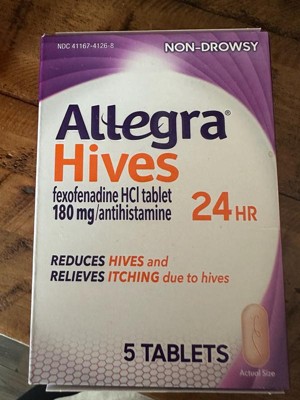 NDC 41167-4126-8
NON-DROWSY
Allegra®
Hives
fexofenadine HCl tablet
180 mg/antihistamine
24 HR
REDUCES HIVES and
RELIEVES ITCHING due to hives
5 TABLETS
Actual Size